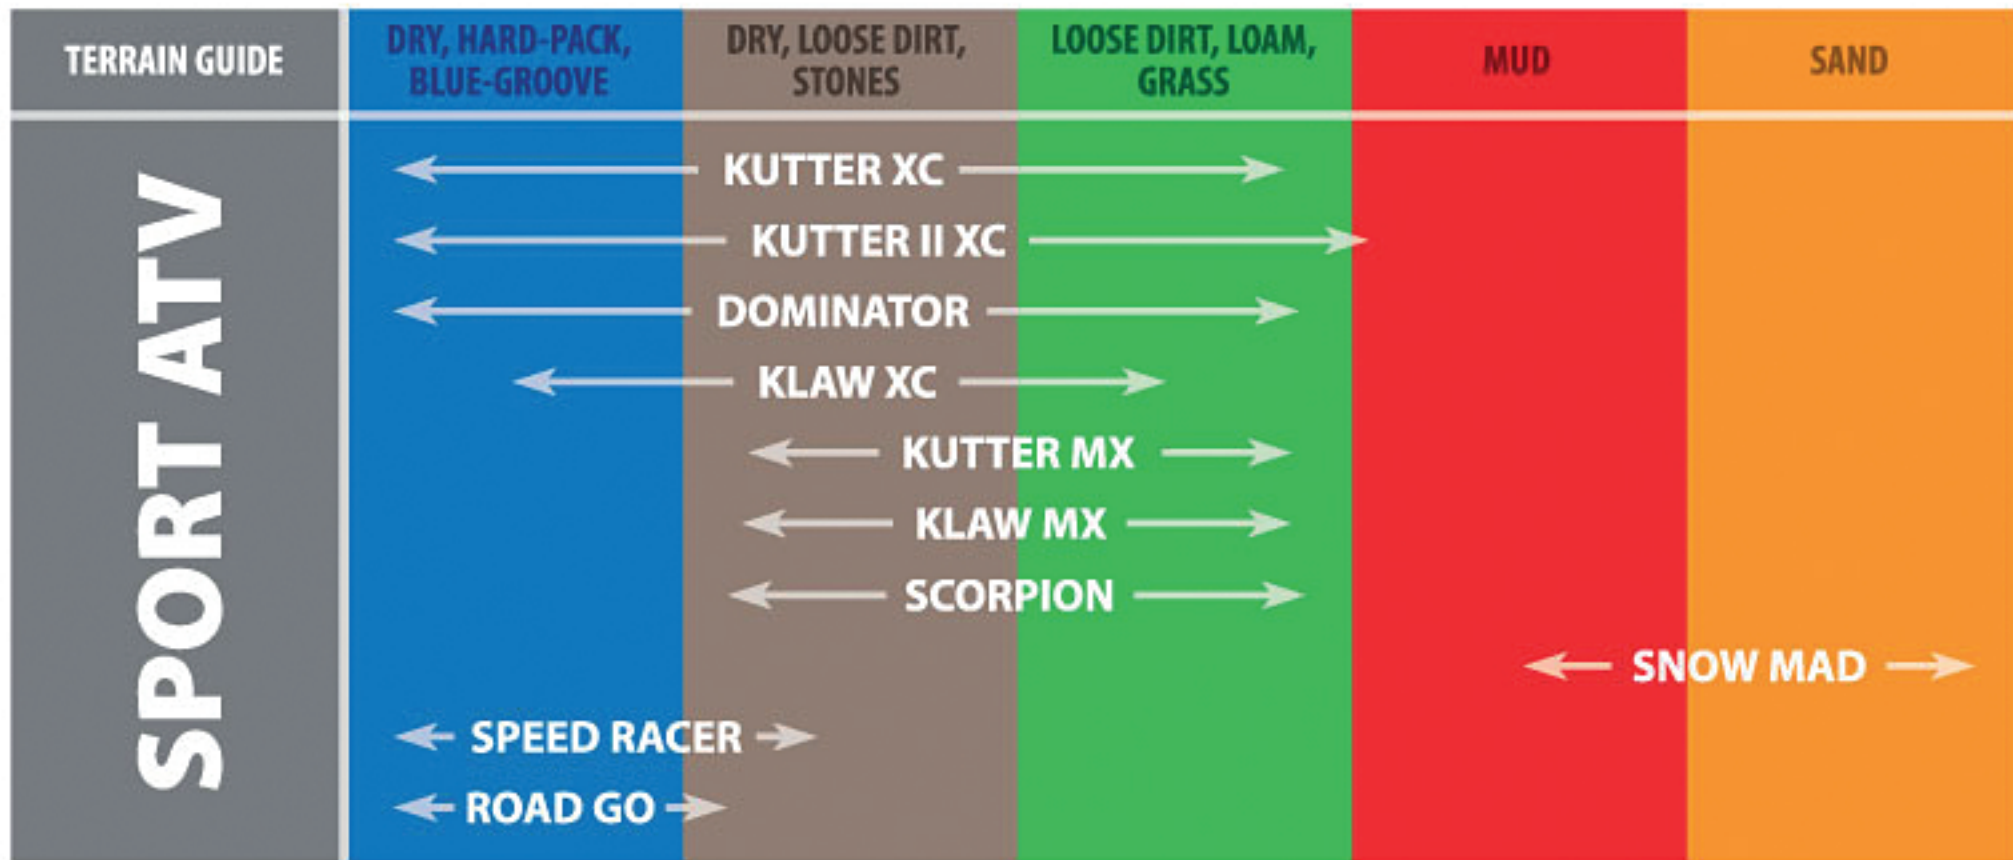 TERRAIN GUIDE
DRY, HARD-PACK,
BLUE-GROOVE
DRY, LOOSE DIRT,
STONES
LOOSE DIRT, LOAM,
GRASS
MUD
SAND
SPORT ATV
KUTTER XC
KUTTER II XC
DOMINATOR
KLAW XC
KUTTER MX
KLAW MX
SCORPION
SNOW MAD
SPEED RACER
ROAD GO